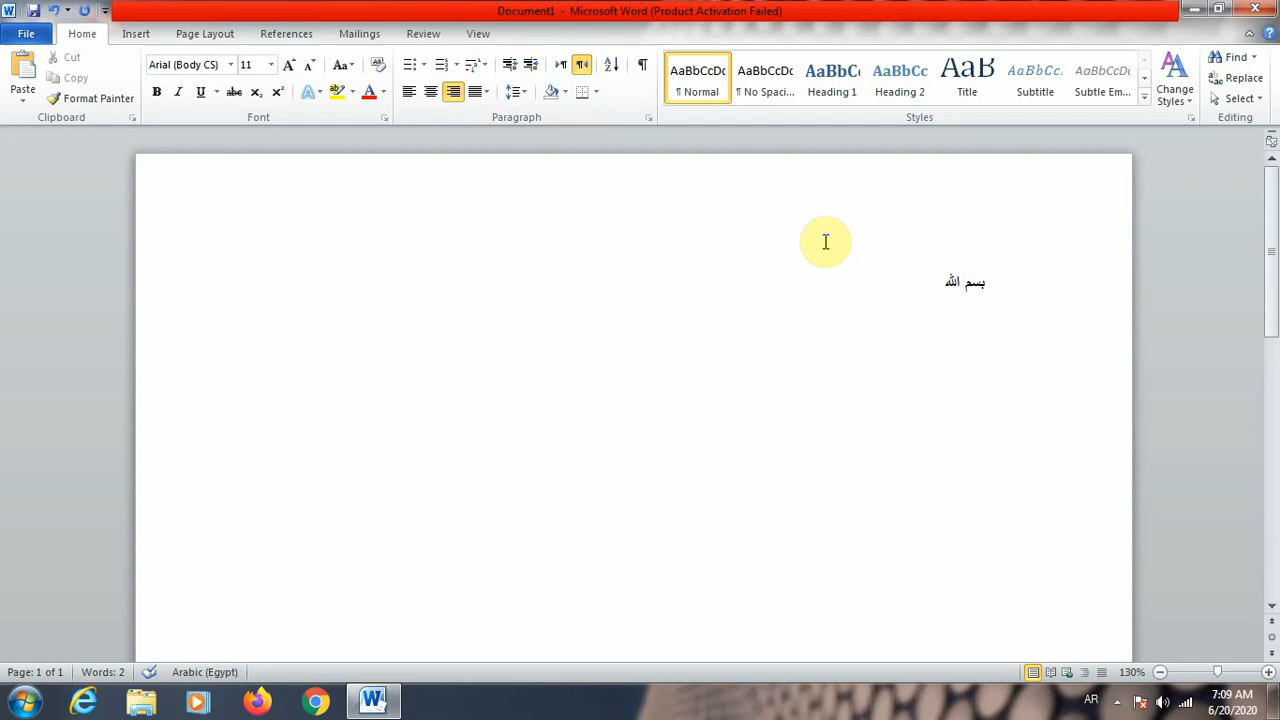 Document1 - Microsoft Word (Product Activation Failed)
File Home Insert Page Layout References Mailings Review View
Paste
Cut
Copy
Format Painter
Clipboard
Arial (Body CS) 11
Font
Paragraph
AaBbCcDc AaBbCcDc AaBbC AaBbCc AaB AaBbCc. AaBbCcDc
¶ Normal ¶ No Spaci... Heading 1 Heading 2 Title Subtitle Subtle Em...
Change Styles
Styles
Find
Replace
Select
Editing
بسم الله
Page: 1 of 1 Words: 2 Arabic (Egypt) 130%
AR 7:09 AM
6/20/2020